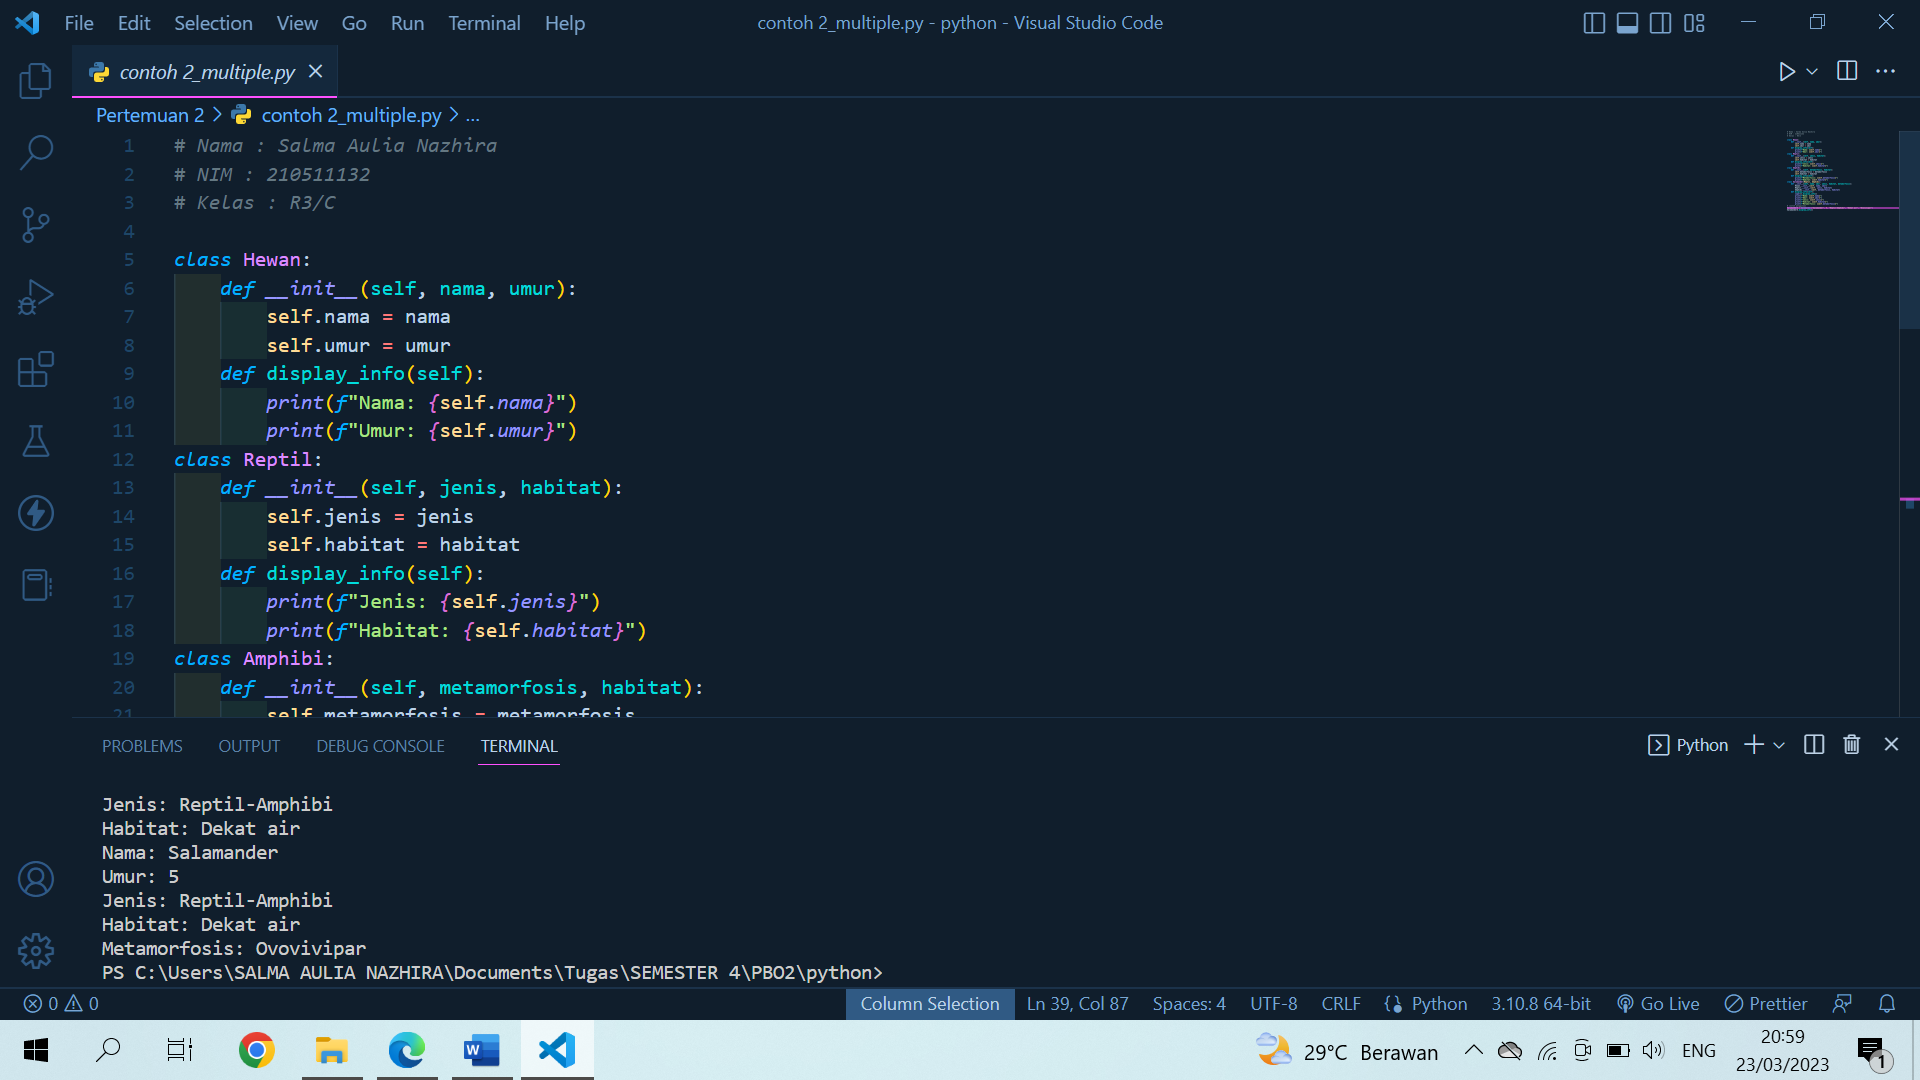 File Edit Selection View Go Run Terminal Help
contoh 2_multiple.py - python - Visual Studio Code
contoh 2_multiple.py
Pertemuan 2 > contoh 2_multiple.py > ...
1 # Nama : Salma Aulia Nazhira
2 # NIM : 210511132
3 # Kelas : R3/C
4
5 class Hewan:
6     def __init__(self, nama, umur):
7         self.nama = nama
8         self.umur = umur
9     def display_info(self):
10         print(f"Nama: {self.nama}")
11         print(f"Umur: {self.umur}")
12 class Reptil:
13     def __init__(self, jenis, habitat):
14         self.jenis = jenis
15         self.habitat = habitat
16     def display_info(self):
17         print(f"Jenis: {self.jenis}")
18         print(f"Habitat: {self.habitat}")
19 class Amphibi:
20     def __init__(self, metamorfosis, habitat):
21         self.metamorfosis = metamorfosis
PROBLEMS OUTPUT DEBUG CONSOLE TERMINAL
Python
Jenis: Reptil-Amphibi
Habitat: Dekat air
Nama: Salamander
Umur: 5
Jenis: Reptil-Amphibi
Habitat: Dekat air
Metamorfosis: Ovovivipar
PS C:\Users\SALMA AULIA NAZHIRA\Documents\Tugas\SEMESTER 4\PBO2\python>
0 0 Column Selection Ln 39, Col 87 Spaces: 4 UTF-8 CRLF Python 3.10.8 64-bit Go Live Prettier
29°C Berawan ENG
20:59
23/03/2023
1